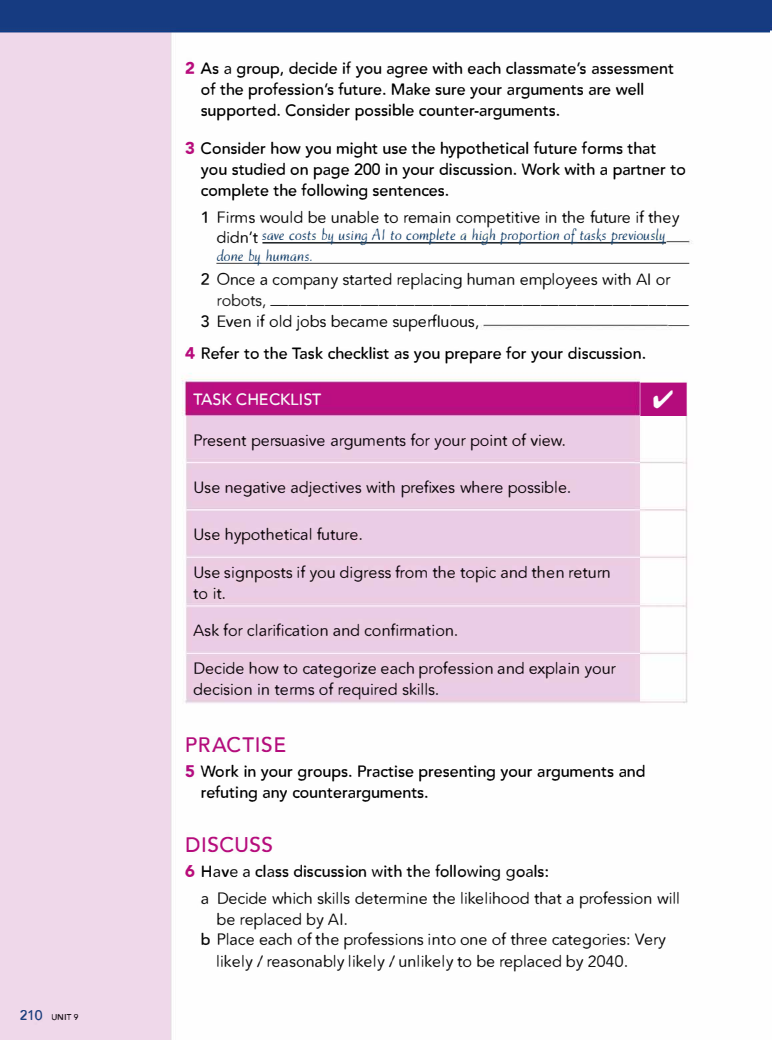 2 As a group, decide if you agree with each classmate's assessment
of the profession's future. Make sure your arguments are well
supported. Consider possible counter-arguments.
3 Consider how you might use the hypothetical future forms that
you studied on page 200 in your discussion. Work with a partner to
complete the following sentences.
1 Firms would be unable to remain competitive in the future if they
didn't save costs by using AI to complete a high proportion of tasks previously
done by humans.
2 Once a company started replacing human employees with AI or
robots,
3 Even if old jobs became superfluous,
4 Refer to the Task checklist as you prepare for your discussion.
TASK CHECKLIST ✔
Present persuasive arguments for your point of view.
Use negative adjectives with prefixes where possible.
Use hypothetical future.
Use signposts if you digress from the topic and then return
to it.
Ask for clarification and confirmation.
Decide how to categorize each profession and explain your
decision in terms of required skills.
PRACTISE
5 Work in your groups. Practise presenting your arguments and
refuting any counterarguments.
DISCUSS
6 Have a class discussion with the following goals:
a Decide which skills determine the likelihood that a profession will
be replaced by AI.
b Place each of the professions into one of three categories: Very
likely / reasonably likely / unlikely to be replaced by 2040.
210 UNIT 9